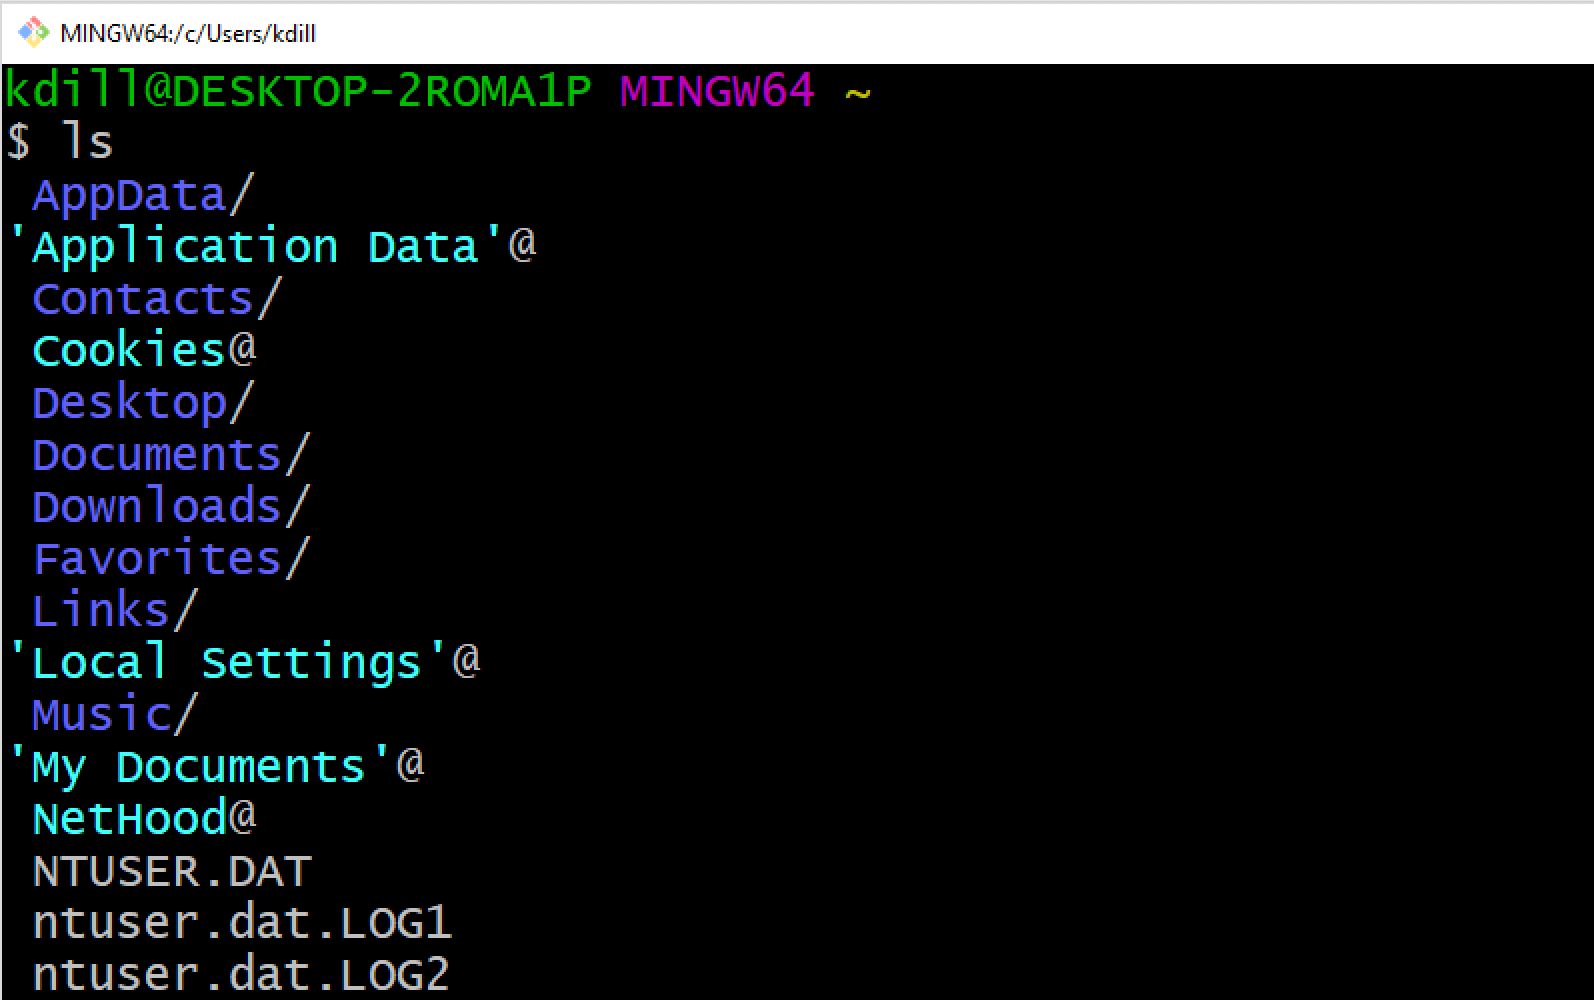 MINGW64:/c/Users/kdill
kdill@DESKTOP-2ROMA1P MINGW64 ~
$ ls
AppData/
'Application Data'@
Contacts/
Cookies@
Desktop/
Documents/
Downloads/
Favorites/
Links/
'Local Settings'@
Music/
'My Documents'@
NetHood@
NTUSER.DAT
ntuser.dat.LOG1
ntuser.dat.LOG2